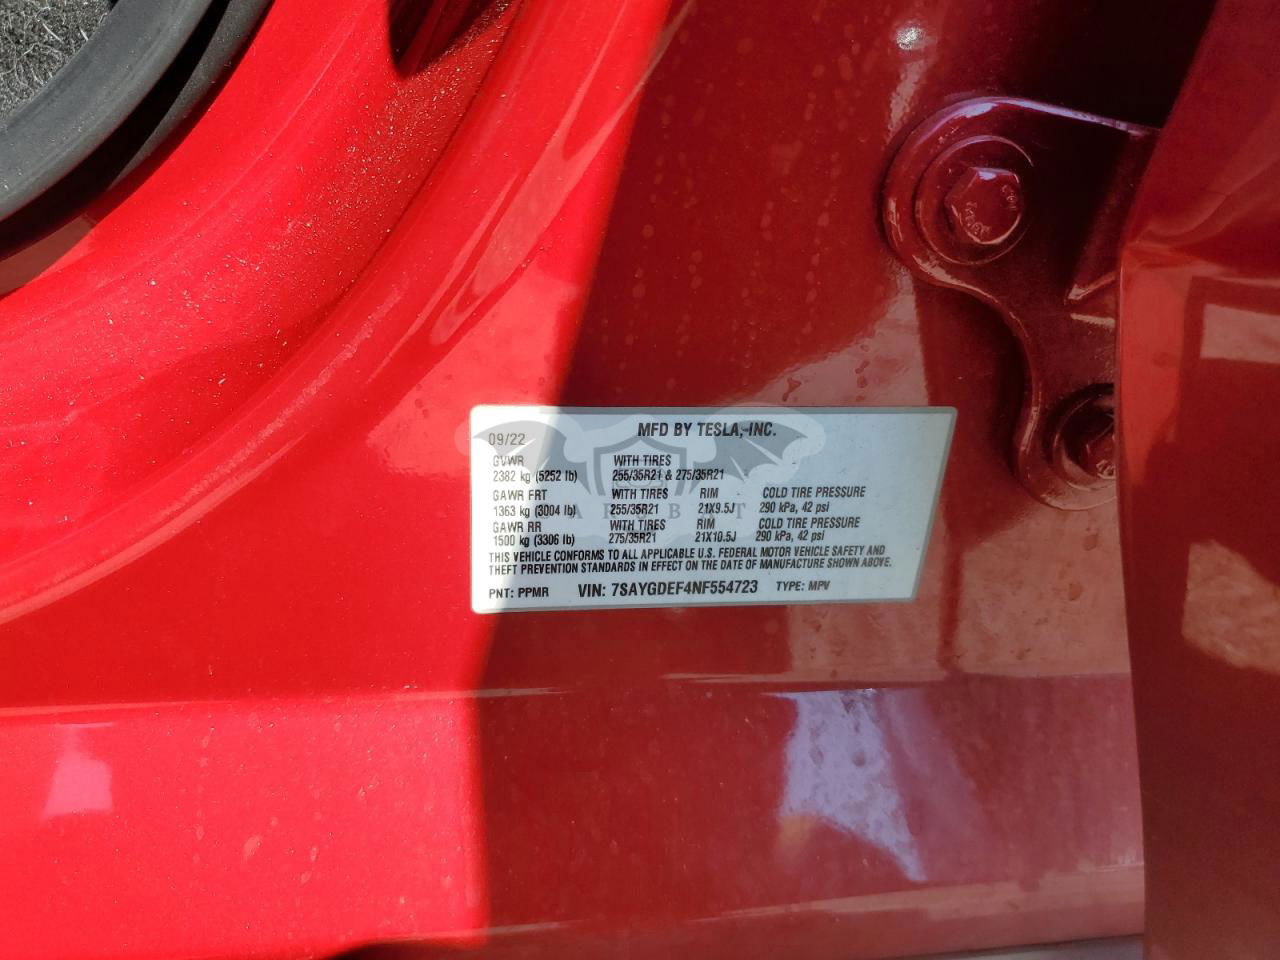 09/22 MFD BY TESLA, INC.
GVWR WITH TIRES
2382 kg (5252 lb) 255/35R21 & 275/35R21
GAWR FRT WITH TIRES RIM COLD TIRE PRESSURE
1363 kg (3004 lb) 255/35R21 21X9.5J 290 kPa, 42 psi
GAWR RR WITH TIRES RIM COLD TIRE PRESSURE
1500 kg (3306 lb) 275/35R21 21X10.5J 290 kPa, 42 psi
THIS VEHICLE CONFORMS TO ALL APPLICABLE U.S. FEDERAL MOTOR VEHICLE SAFETY AND
THEFT PREVENTION STANDARDS IN EFFECT ON THE DATE OF MANUFACTURE SHOWN ABOVE.
PNT: PPMR VIN: 7SAYGDEF4NF554723 TYPE: MPV